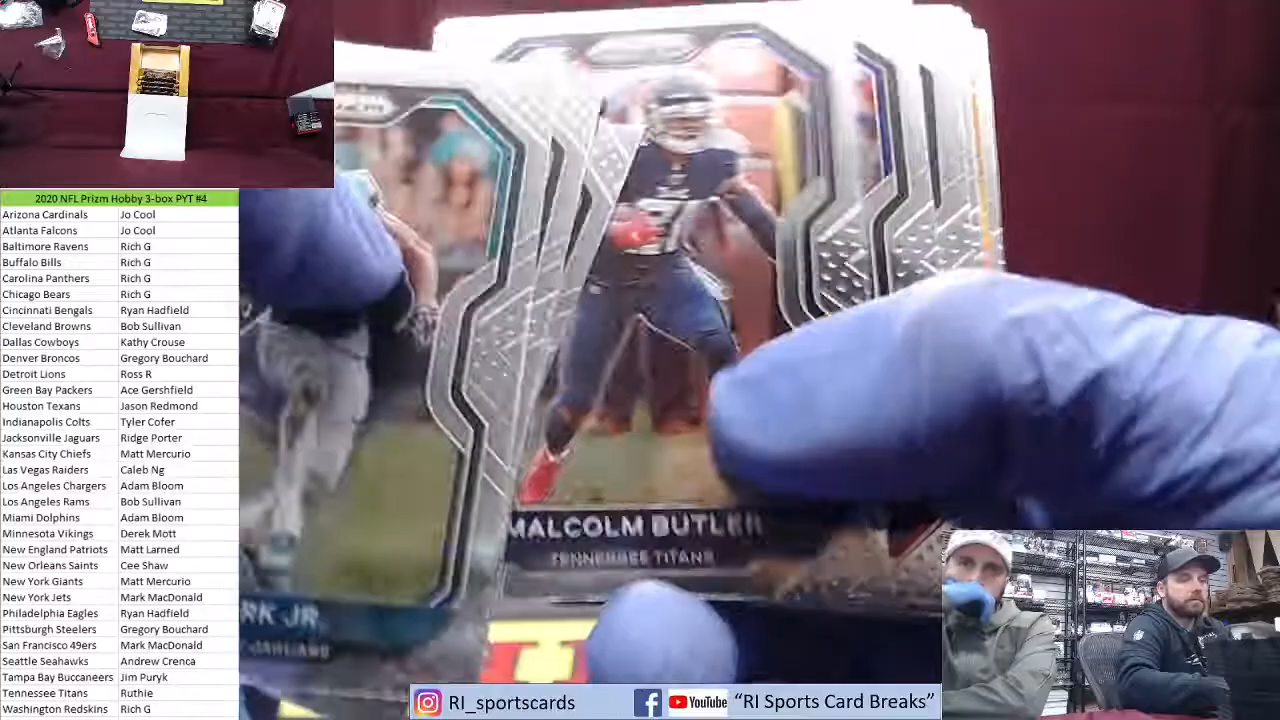 2020 NFL Prizm Hobby 3-box PYT #4
Arizona Cardinals Jo Cool
Atlanta Falcons Jo Cool
Baltimore Ravens Rich G
Buffalo Bills Rich G
Carolina Panthers Rich G
Chicago Bears Rich G
Cincinnati Bengals Ryan Hadfield
Cleveland Browns Bob Sullivan
Dallas Cowboys Kathy Crouse
Denver Broncos Gregory Bouchard
Detroit Lions Ross R
Green Bay Packers Ace Gershfield
Houston Texans Jason Redmond
Indianapolis Colts Tyler Cofer
Jacksonville Jaguars Ridge Porter
Kansas City Chiefs Matt Mercurio
Las Vegas Raiders Caleb Ng
Los Angeles Chargers Adam Bloom
Los Angeles Rams Bob Sullivan
Miami Dolphins Adam Bloom
Minnesota Vikings Derek Mott
New England Patriots Matt Larned
New Orleans Saints Cee Shaw
New York Giants Matt Mercurio
New York Jets Mark MacDonald
Philadelphia Eagles Ryan Hadfield
Pittsburgh Steelers Gregory Bouchard
San Francisco 49ers Mark MacDonald
Seattle Seahawks Andrew Crenca
Tampa Bay Buccaneers Jim Puryk
Tennessee Titans Ruthie
Washington Redskins Rich G
MALCOLM BUTLER
TENNESSEE TITANS
RK JR.
RI_sportscards YouTube “RI Sports Card Breaks”